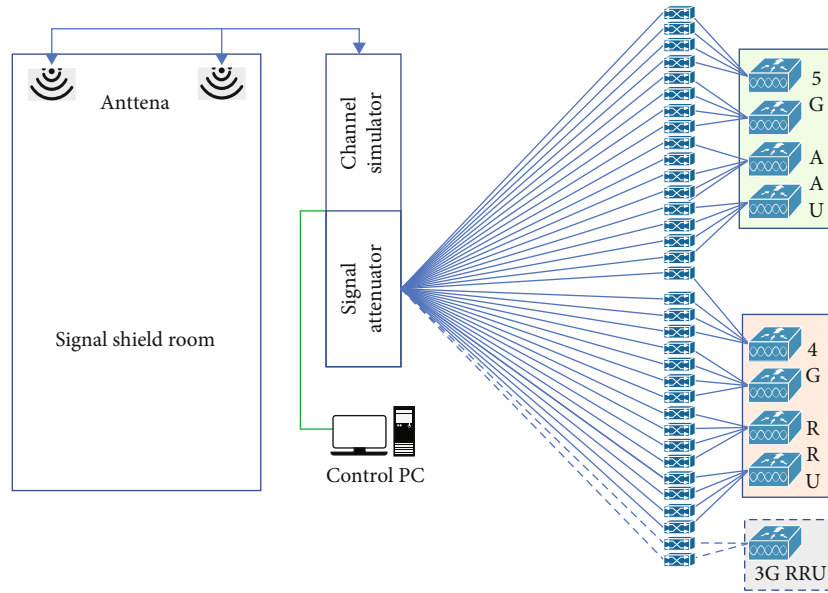 Anttena
Signal shield room
Channel
simulator
Signal
attenuator
Control PC
5
G
A
A
U
4
G
R
R
U
3G RRU